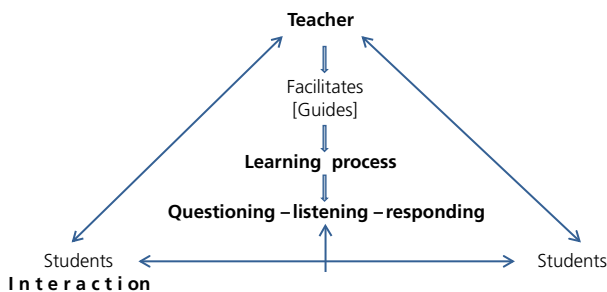 Teacher
Facilitates
[Guides]
Learning process
Questioning – listening – responding
Students
Students
Interaction